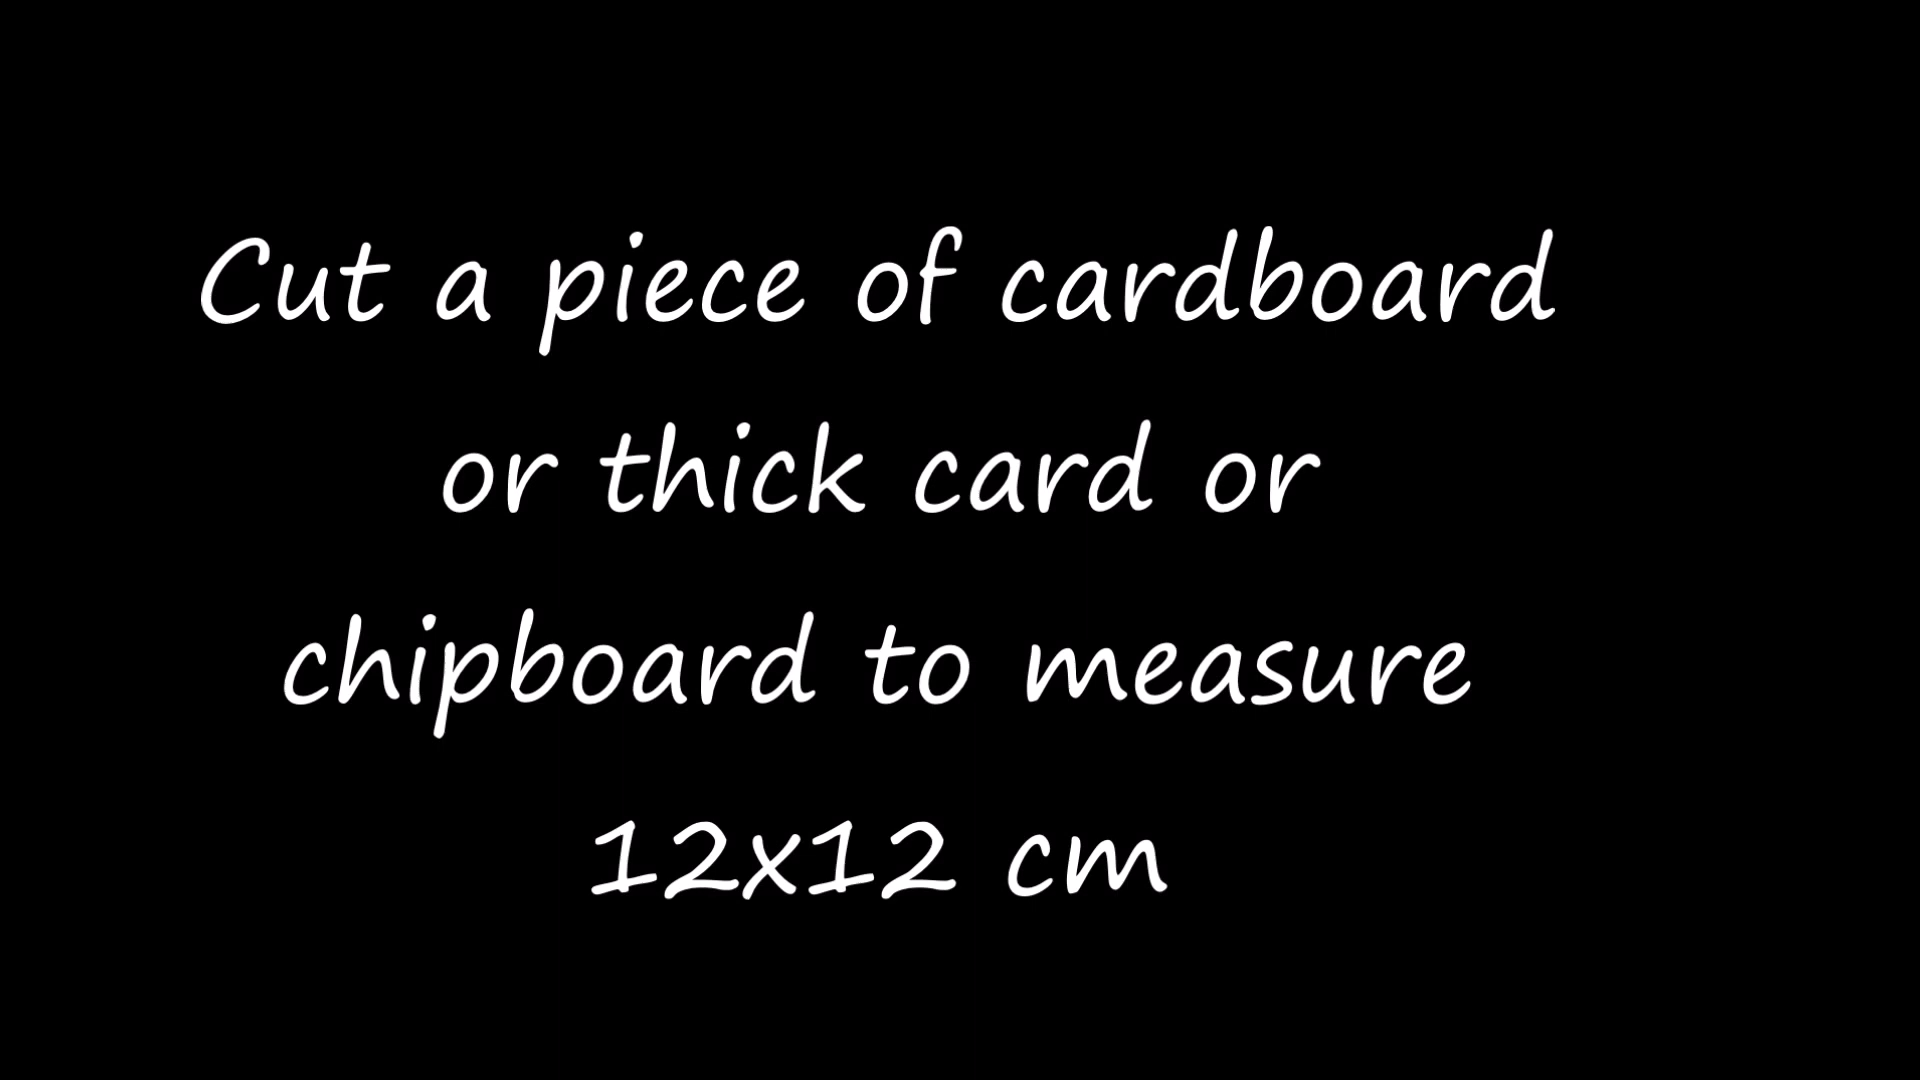 Cut a piece of cardboard
or thick card or
chipboard to measure
12x12 cm